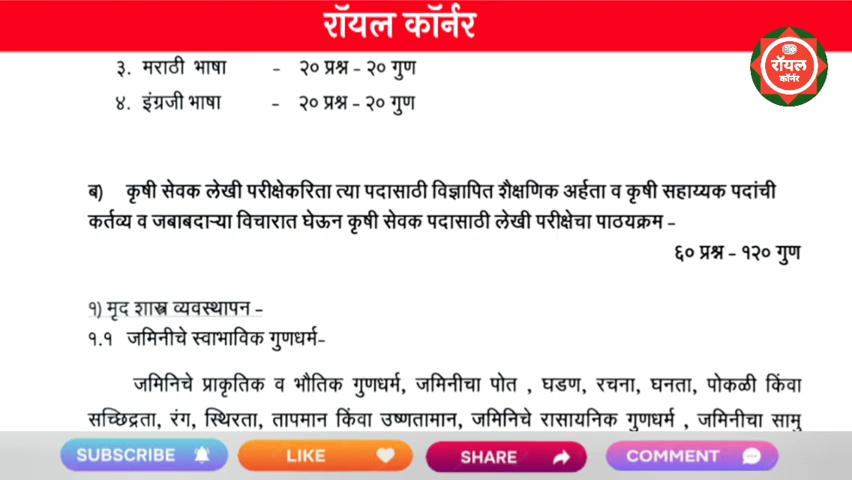 रॉयल कॉर्नर
रॉयल
कॉर्नर
३. मराठी भाषा - २० प्रश्न - २० गुण
४. इंग्रजी भाषा - २० प्रश्न - २० गुण
ब) कृषी सेवक लेखी परीक्षेकरिता त्या पदासाठी विज्ञापित शैक्षणिक अर्हता व कृषी सहाय्यक पदांची
कर्तव्य व जबाबदाऱ्या विचारात घेऊन कृषी सेवक पदासाठी लेखी परीक्षेचा पाठयक्रम -
६० प्रश्न - १२० गुण
१) मृद शास्त्र व्यवस्थापन -
१.१ जमिनीचे स्वाभाविक गुणधर्म-
जमिनिचे प्राकृतिक व भौतिक गुणधर्म, जमिनीचा पोत , घडण, रचना, घनता, पोकळी किंवा
सच्छिद्रता, रंग, स्थिरता, तापमान किंवा उष्णतामान, जमिनिचे रासायनिक गुणधर्म , जमिनीचा सामु
SUBSCRIBE LIKE SHARE COMMENT